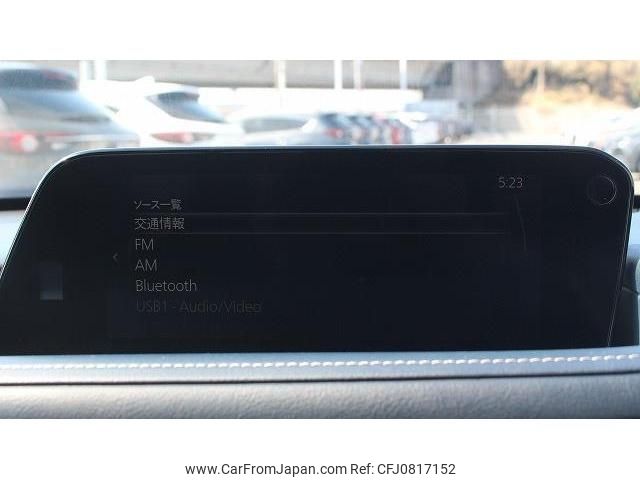 5:23
ソース一覧
交通情報
FM
AM
Bluetooth
USB1 - Audio/Video
www.CarFromJapan.com | No. CFJ0817152